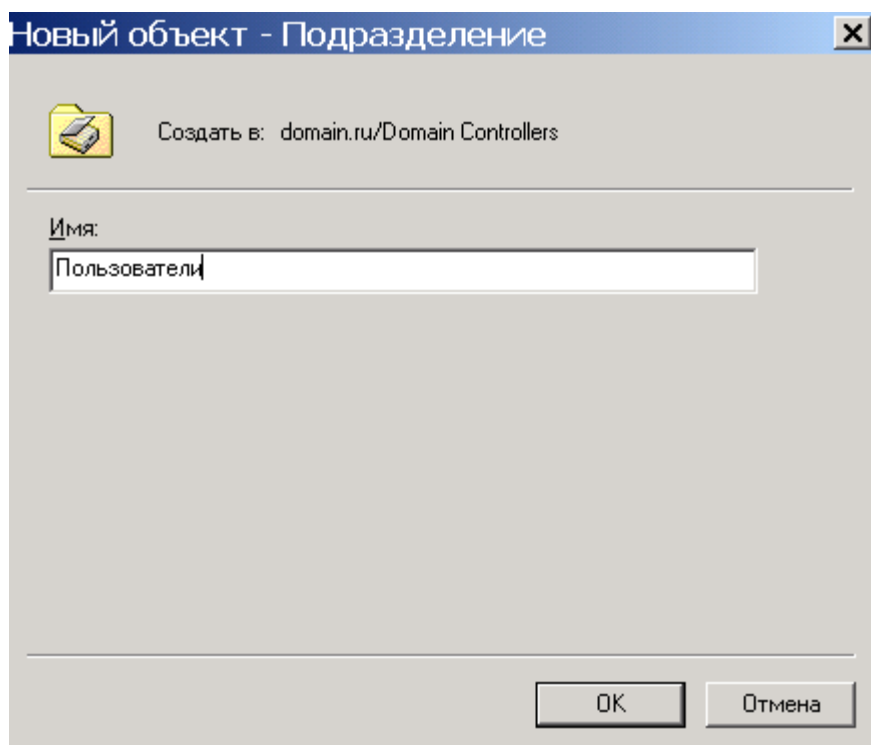 Новый объект - Подразделение
Создать в: domain.ru/Domain Controllers
Имя:
Пользователи
OK Отмена